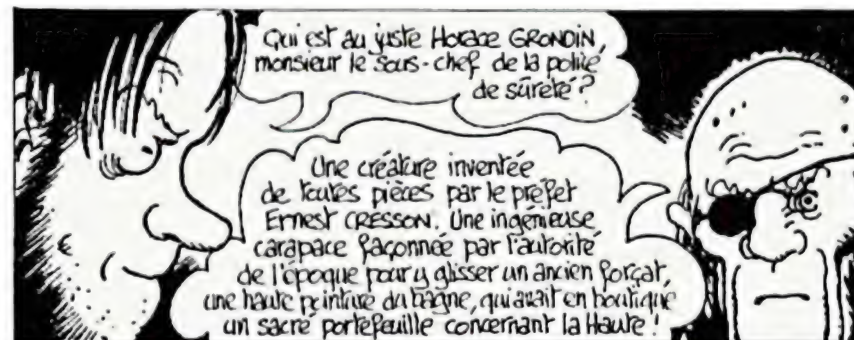 Qui est au juste Horace GRONDIN,
monsieur le sous-chef de la police
de sûreté ?
Une créature inventée
de toutes pièces par le préfet
Ernest CRESSON. Une ingénieuse
carapace façonnée par l'autorité
de l'époque pour y glisser un ancien forçat,
une haute pointure du bagne, qui avait en boutique
un sacré portefeuille concernant la Haute !